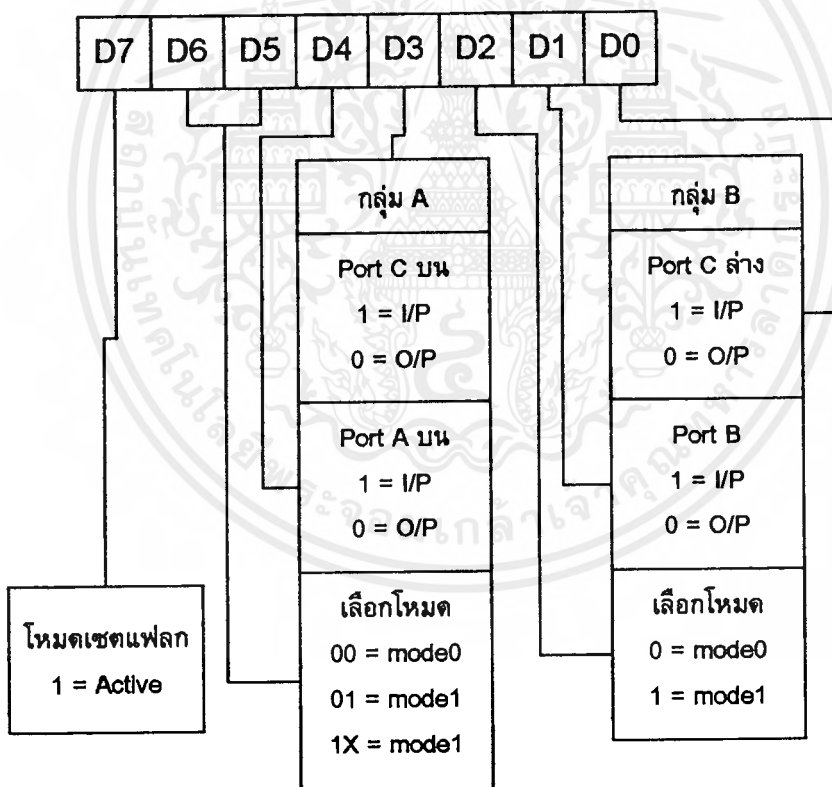 D7 D6 D5 D4 D3 D2 D1 D0
กลุ่ม A
Port C บน
1 = I/P
0 = O/P
Port A บน
1 = I/P
0 = O/P
เลือกโหมด
00 = mode0
01 = mode1
1X = mode1
กลุ่ม B
Port C ล่าง
1 = I/P
0 = O/P
Port B
1 = I/P
0 = O/P
เลือกโหมด
0 = mode0
1 = mode1
โหมดเซตแฟลก
1 = Active